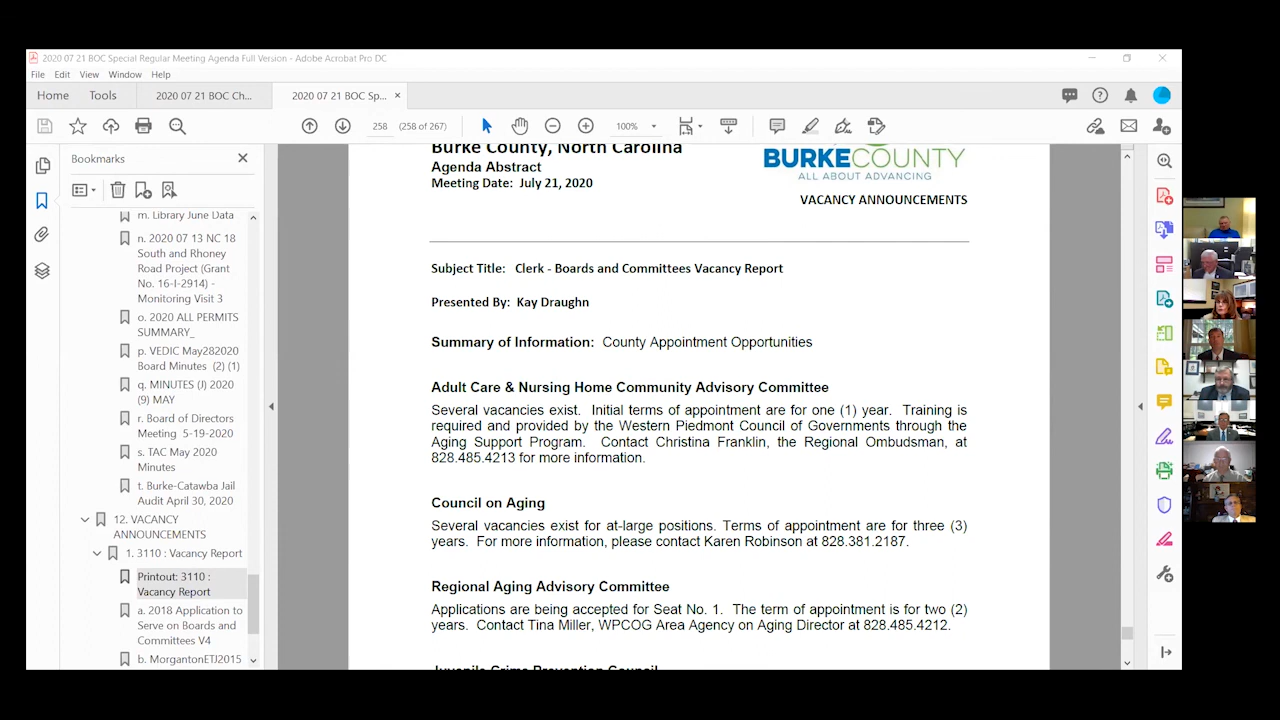 2020 07 21 BOC Special Regular Meeting Agenda Full Version - Adobe Acrobat Pro DC
File Edit View Window Help
Home Tools 2020 07 21 BOC Ch... 2020 07 21 BOC Sp... ×
258 (258 of 267) 100%
Bookmarks
m. Library June Data
n. 2020 07 13 NC 18
South and Rhoney
Road Project (Grant
No. 16-I-2914) -
Monitoring Visit 3
o. 2020 ALL PERMITS
SUMMARY_
p. VEDIC May282020
Board Minutes (2) (1)
q. MINUTES (J) 2020
(9) MAY
r. Board of Directors
Meeting 5-19-2020
s. TAC May 2020
Minutes
t. Burke-Catawba Jail
Audit April 30, 2020
12. VACANCY
ANNOUNCEMENTS
1. 3110 : Vacancy Report
Printout: 3110 :
Vacancy Report
a. 2018 Application to
Serve on Boards and
Committees V4
b. MorgantonETJ2015
Burke County, North Carolina
Agenda Abstract
Meeting Date: July 21, 2020
BURKECOUNTY
ALL ABOUT ADVANCING
VACANCY ANNOUNCEMENTS
Subject Title: Clerk - Boards and Committees Vacancy Report
Presented By: Kay Draughn
Summary of Information: County Appointment Opportunities
Adult Care & Nursing Home Community Advisory Committee
Several vacancies exist. Initial terms of appointment are for one (1) year. Training is
required and provided by the Western Piedmont Council of Governments through the
Aging Support Program. Contact Christina Franklin, the Regional Ombudsman, at
828.485.4213 for more information.
Council on Aging
Several vacancies exist for at-large positions. Terms of appointment are for three (3)
years. For more information, please contact Karen Robinson at 828.381.2187.
Regional Aging Advisory Committee
Applications are being accepted for Seat No. 1. The term of appointment is for two (2)
years. Contact Tina Miller, WPCOG Area Agency on Aging Director at 828.485.4212.
Juvenile Crime Prevention Council